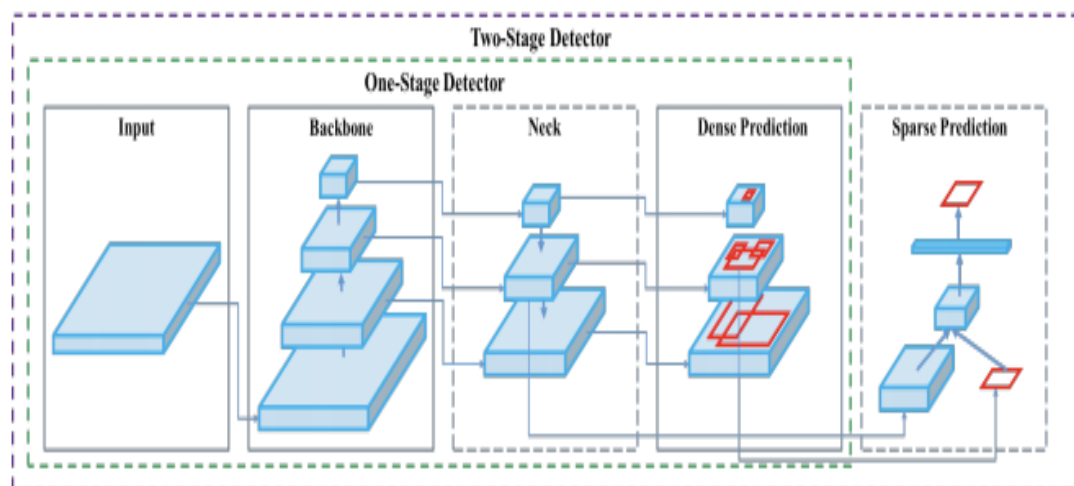 Two-Stage Detector
One-Stage Detector
Input
Backbone
Neck
Dense Prediction
Sparse Prediction